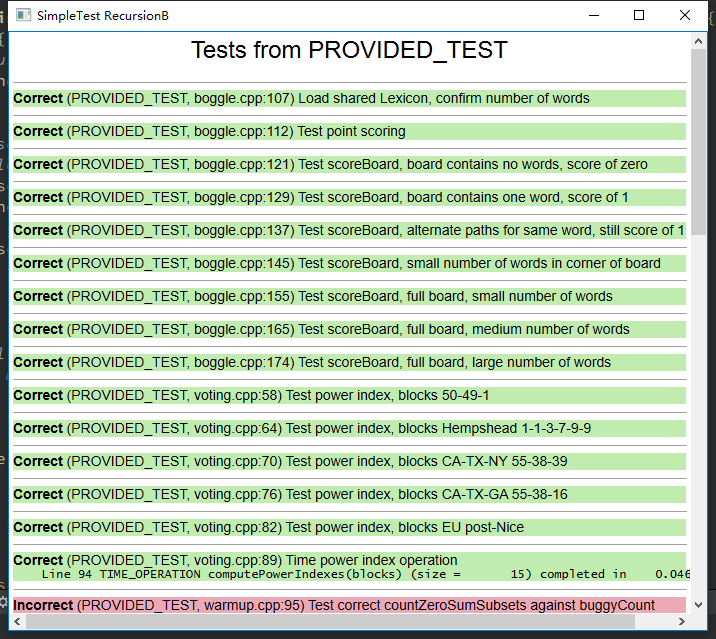 SimpleTest RecursionB
Tests from PROVIDED_TEST
Correct (PROVIDED_TEST, boggle.cpp:107) Load shared Lexicon, confirm number of words
Correct (PROVIDED_TEST, boggle.cpp:112) Test point scoring
Correct (PROVIDED_TEST, boggle.cpp:121) Test scoreBoard, board contains no words, score of zero
Correct (PROVIDED_TEST, boggle.cpp:129) Test scoreBoard, board contains one word, score of 1
Correct (PROVIDED_TEST, boggle.cpp:137) Test scoreBoard, alternate paths for same word, still score of 1
Correct (PROVIDED_TEST, boggle.cpp:145) Test scoreBoard, small number of words in corner of board
Correct (PROVIDED_TEST, boggle.cpp:155) Test scoreBoard, full board, small number of words
Correct (PROVIDED_TEST, boggle.cpp:165) Test scoreBoard, full board, medium number of words
Correct (PROVIDED_TEST, boggle.cpp:174) Test scoreBoard, full board, large number of words
Correct (PROVIDED_TEST, voting.cpp:58) Test power index, blocks 50-49-1
Correct (PROVIDED_TEST, voting.cpp:64) Test power index, blocks Hempshead 1-1-3-7-9-9
Correct (PROVIDED_TEST, voting.cpp:70) Test power index, blocks CA-TX-NY 55-38-39
Correct (PROVIDED_TEST, voting.cpp:76) Test power index, blocks CA-TX-GA 55-38-16
Correct (PROVIDED_TEST, voting.cpp:82) Test power index, blocks EU post-Nice
Correct (PROVIDED_TEST, voting.cpp:89) Time power index operation
Line 94 TIME_OPERATION computePowerIndexes(blocks) (size = 15) completed in 0.046
Incorrect (PROVIDED_TEST, warmup.cpp:95) Test correct countZeroSumSubsets against buggyCount